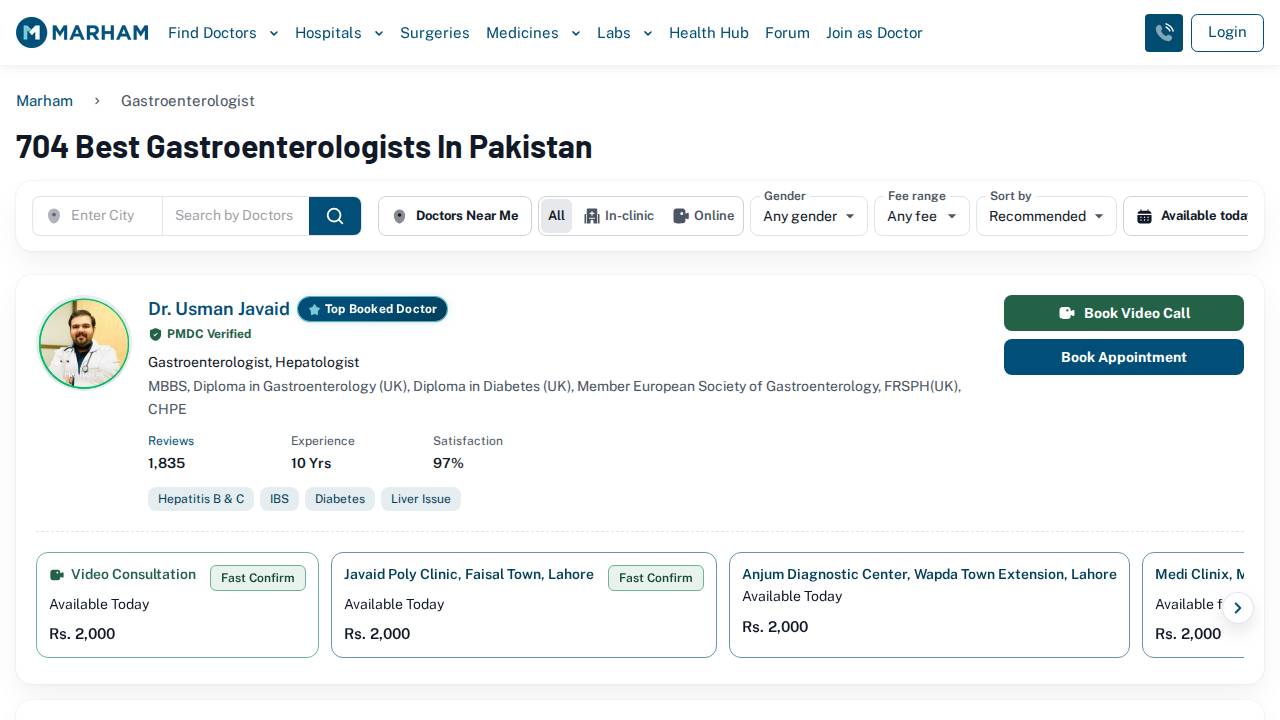 MARHAM
Find Doctors
Hospitals
Surgeries
Medicines
Labs
Health Hub
Forum
Join as Doctor
Login
Marham > Gastroenterologist
704 Best Gastroenterologists In Pakistan
Enter City
Search by Doctors
Doctors Near Me
All
In-clinic
Online
Gender
Any gender
Fee range
Any fee
Sort by
Recommended
Available today
Dr. Usman Javaid
Top Booked Doctor
PMDC Verified
Gastroenterologist, Hepatologist
MBBS, Diploma in Gastroenterology (UK), Diploma in Diabetes (UK), Member European Society of Gastroenterology, FRSPH(UK),
CHPE
Book Video Call
Book Appointment
Reviews
1,835
Experience
10 Yrs
Satisfaction
97%
Hepatitis B & C
IBS
Diabetes
Liver Issue
Video Consultation
Fast Confirm
Available Today
Rs. 2,000
Javaid Poly Clinic, Faisal Town, Lahore
Fast Confirm
Available Today
Rs. 2,000
Anjum Diagnostic Center, Wapda Town Extension, Lahore
Available Today
Rs. 2,000
Medi Clinix,
Available
Rs. 2,000